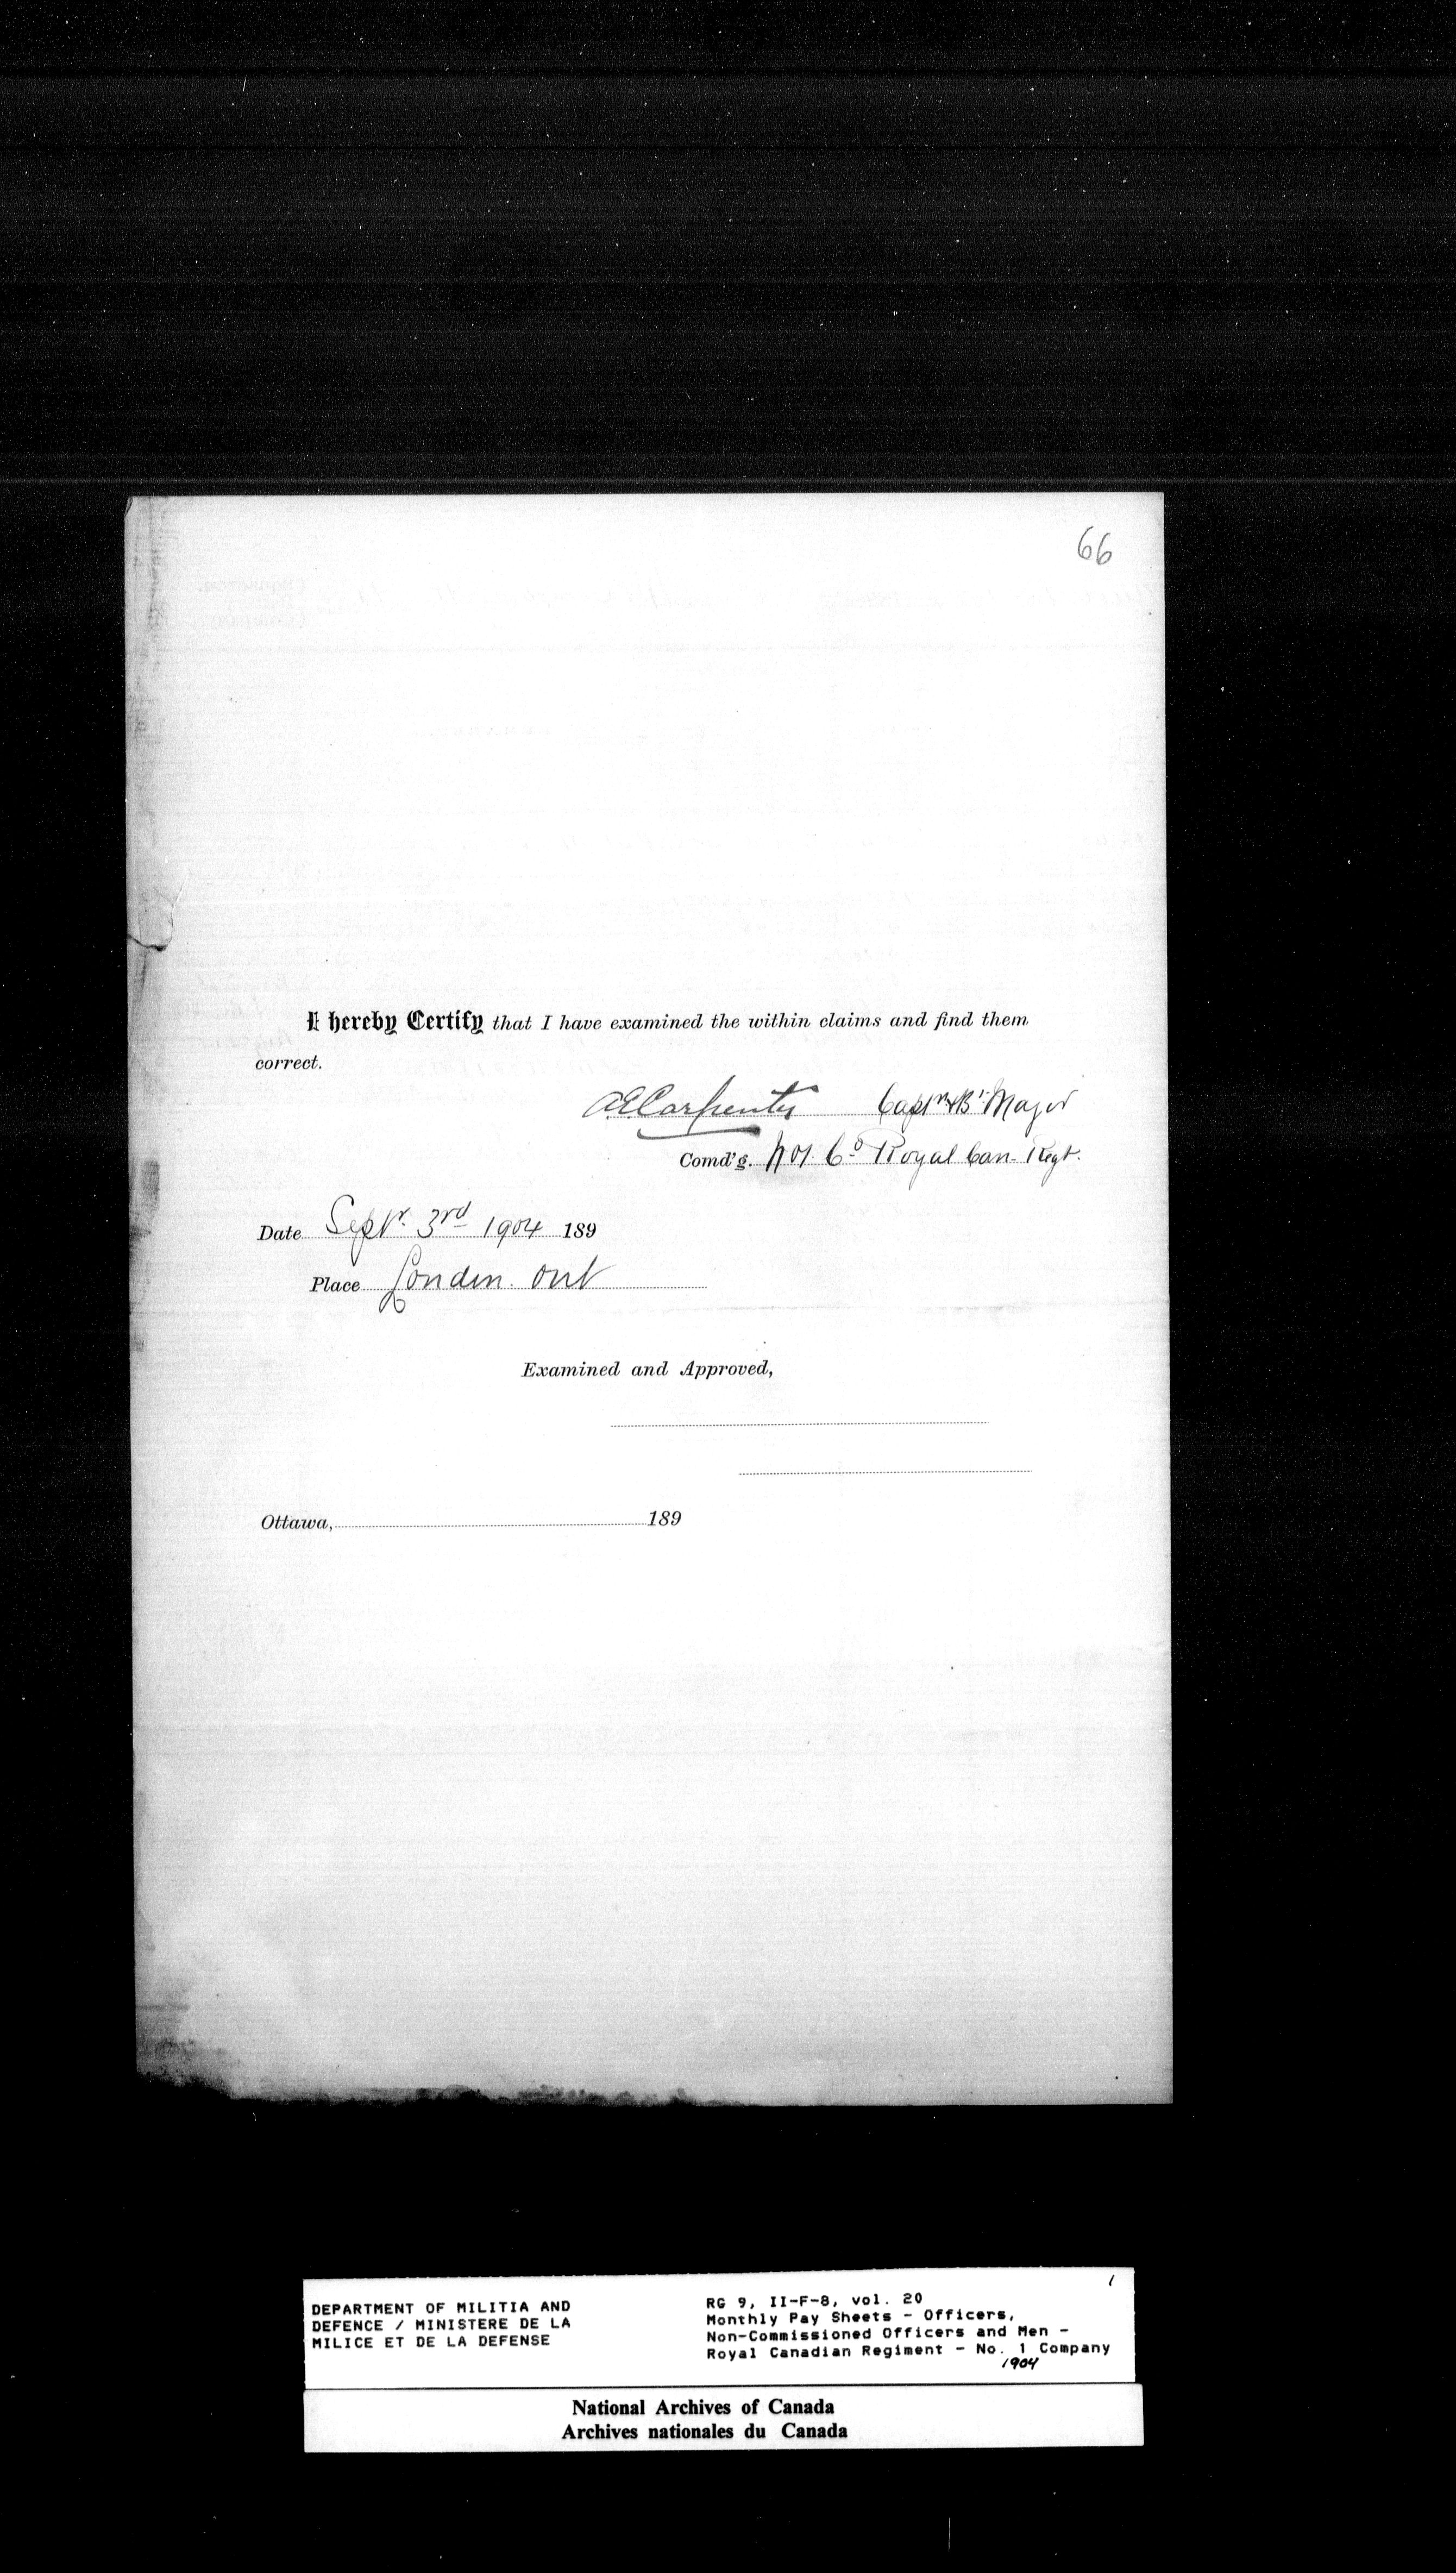 66
I hereby Certify that I have examined the within claims and find them
correct.
AECarpenter Captn & Bt Major
Comd'g. No 1. Co Royal Can. Regt.
Date Septr. 3rd 1904 189
Place London. Ont
Examined and Approved,
Ottawa, 189
1
DEPARTMENT OF MILITIA AND
DEFENCE / MINISTERE DE LA
MILICE ET DE LA DEFENSE
RG 9, II-F-8, vol. 20
Monthly Pay Sheets - Officers,
Non-Commissioned Officers and Men -
Royal Canadian Regiment - No. 1 Company
1904
National Archives of Canada
Archives nationales du Canada